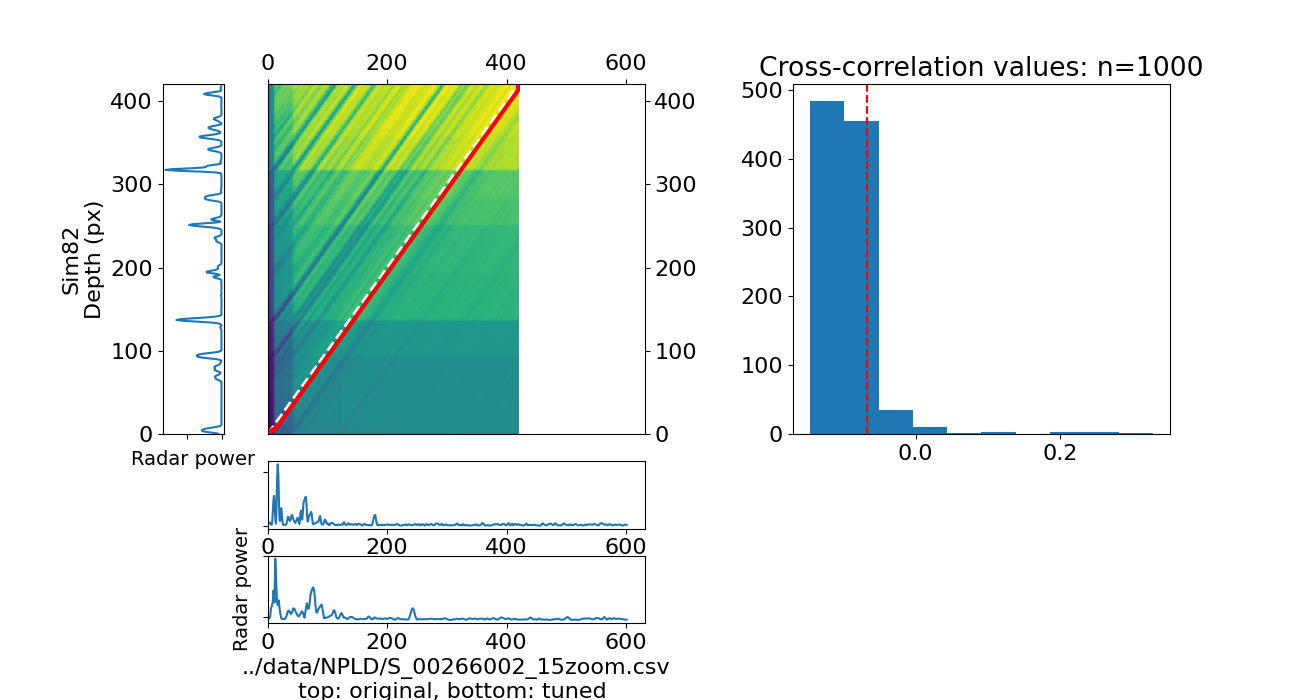 0 200 400 600
Cross-correlation values: n=1000
400
300
200
100
0
Sim82
Depth (px)
400
300
200
100
0
500
400
300
200
100
0
0.0 0.2
Radar power
0 200 400 600
Radar power
0 200 400 600
../data/NPLD/S_00266002_15zoom.csv
top: original, bottom: tuned